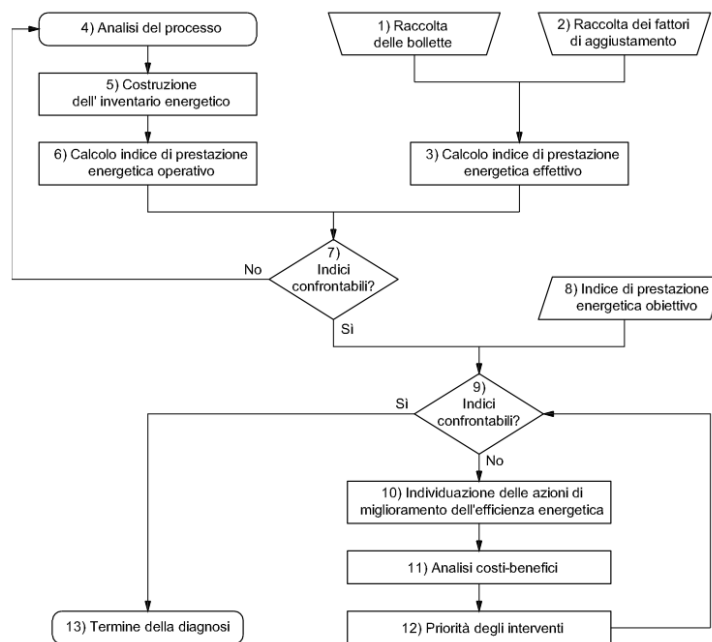 4) Analisi del processo
1) Raccolta
delle bollette
2) Raccolta dei fattori
di aggiustamento
5) Costruzione
dell' inventario energetico
6) Calcolo indice di prestazione
energetica operativo
3) Calcolo indice di prestazione
energetica effettivo
7)
Indici
confrontabili?
No
Sì
8) Indice di prestazione
energetica obiettivo
9)
Indici
confrontabili?
Sì
No
10) Individuazione delle azioni di
miglioramento dell'efficienza energetica
11) Analisi costi-benefici
12) Priorità degli interventi
13) Termine della diagnosi